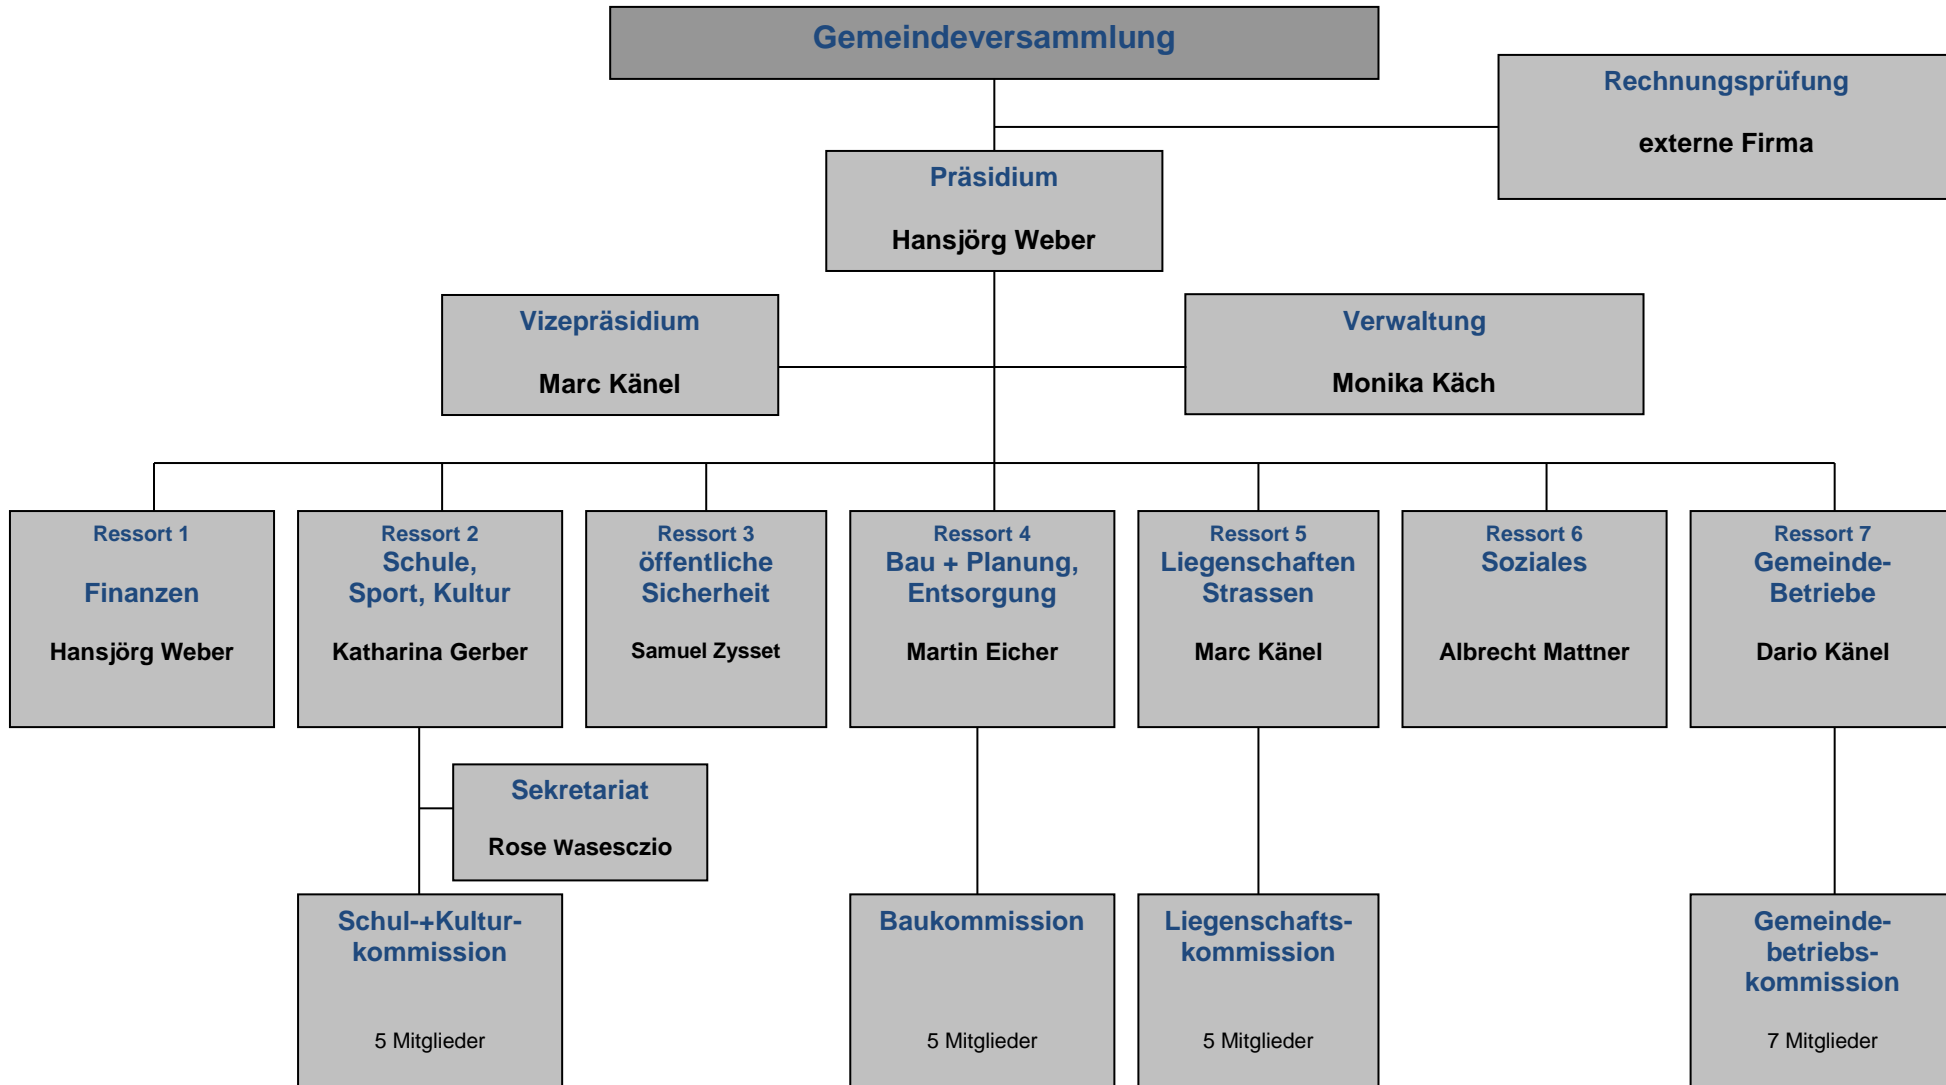 Gemeindeversammlung
Rechnungsprüfung
externe Firma
Präsidium
Hansjörg Weber
Vizepräsidium
Marc Känel
Verwaltung
Monika Käch
Ressort 1
Finanzen
Hansjörg Weber
Ressort 2
Schule,
Sport, Kultur
Katharina Gerber
Ressort 3
öffentliche
Sicherheit
Samuel Zysset
Ressort 4
Bau + Planung,
Entsorgung
Martin Eicher
Ressort 5
Liegenschaften
Strassen
Marc Känel
Ressort 6
Soziales
Albrecht Mattner
Ressort 7
Gemeinde-
Betriebe
Dario Känel
Sekretariat
Rose Wasesczio
Schul-+Kultur-
kommission
5 Mitglieder
Baukommission
5 Mitglieder
Liegenschafts-
kommission
5 Mitglieder
Gemeinde-
betriebs-
kommission
7 Mitglieder